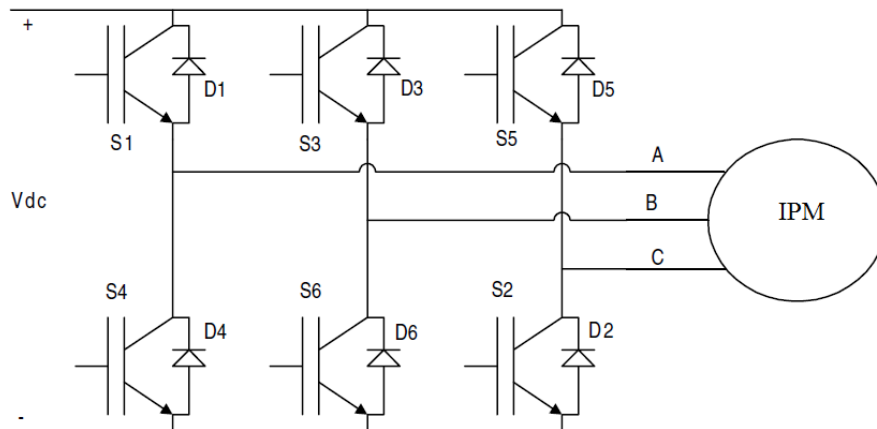 +
D1
D3
D5
S1
S3
S5
A
Vdc
B
IPM
C
S4
S6
S2
D4
D6
D2
-